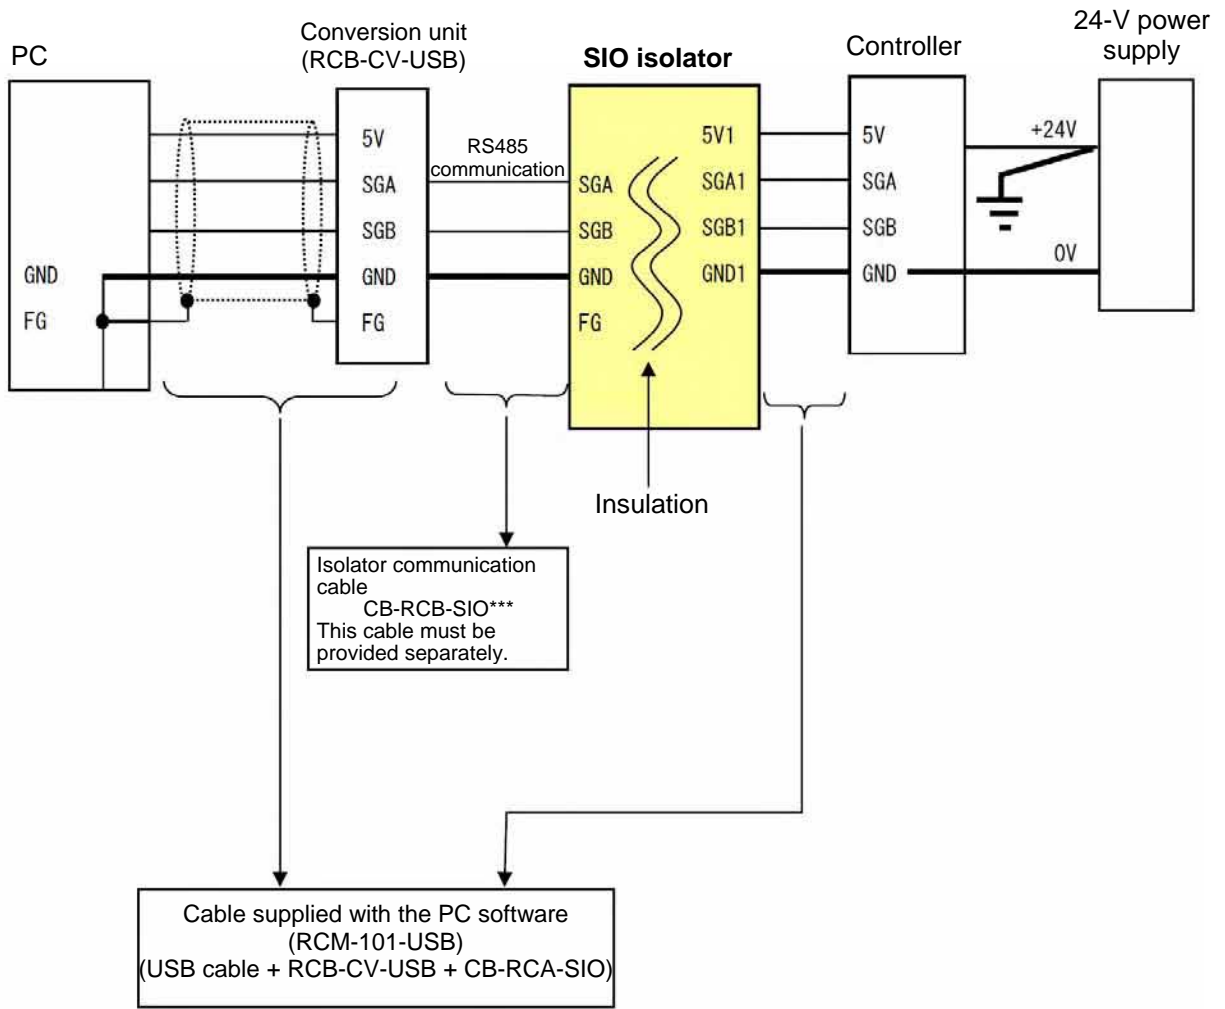 PC
Conversion unit
(RCB-CV-USB)
SIO isolator
Controller
24-V power
supply
GND
FG
5V
SGA
SGB
GND
FG
RS485
communication
SGA
SGB
GND
FG
5V1
SGA1
SGB1
GND1
5V
SGA
SGB
GND
+24V
0V
Insulation
Isolator communication
cable
CB-RCB-SIO***
This cable must be
provided separately.
Cable supplied with the PC software
(RCM-101-USB)
(USB cable + RCB-CV-USB + CB-RCA-SIO)